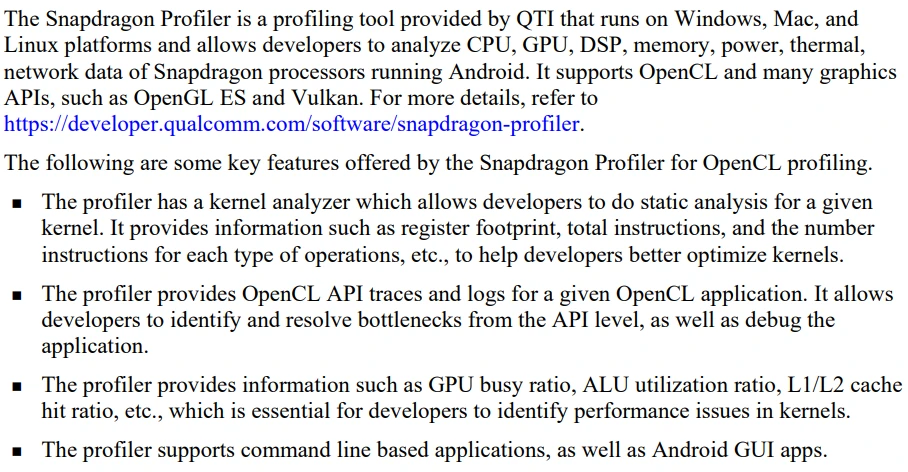 The Snapdragon Profiler is a profiling tool provided by QTI that runs on Windows, Mac, and
Linux platforms and allows developers to analyze CPU, GPU, DSP, memory, power, thermal,
network data of Snapdragon processors running Android. It supports OpenCL and many graphics
APIs, such as OpenGL ES and Vulkan. For more details, refer to
https://developer.qualcomm.com/software/snapdragon-profiler.
The following are some key features offered by the Snapdragon Profiler for OpenCL profiling.
▪ The profiler has a kernel analyzer which allows developers to do static analysis for a given
kernel. It provides information such as register footprint, total instructions, and the number
instructions for each type of operations, etc., to help developers better optimize kernels.
▪ The profiler provides OpenCL API traces and logs for a given OpenCL application. It allows
developers to identify and resolve bottlenecks from the API level, as well as debug the
application.
▪ The profiler provides information such as GPU busy ratio, ALU utilization ratio, L1/L2 cache
hit ratio, etc., which is essential for developers to identify performance issues in kernels.
▪ The profiler supports command line based applications, as well as Android GUI apps.